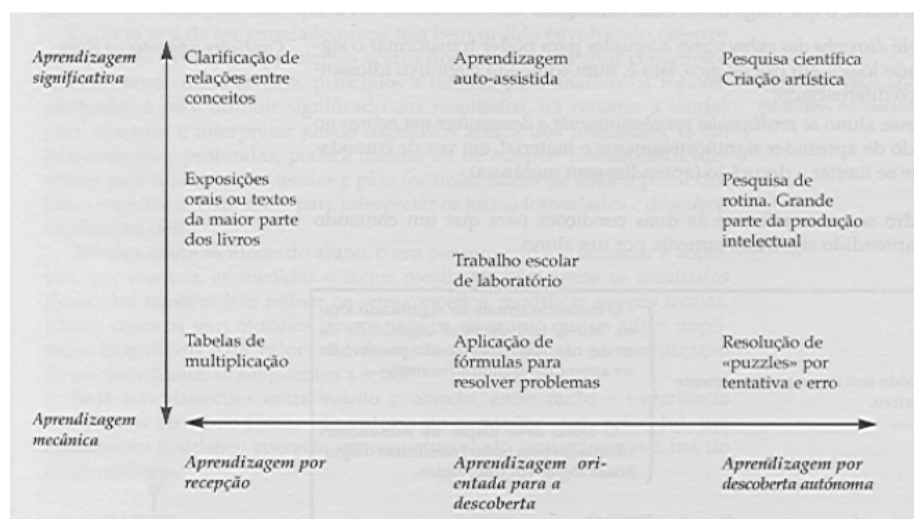 Aprendizagem
significativa
Clarificação de
relações entre
conceitos
Aprendizagem
auto-assistida
Pesquisa científica
Criação artística
Exposições
orais ou textos
da maior parte
dos livros
Trabalho escolar
de laboratório
Pesquisa de
rotina. Grande
parte da produção
intelectual
Tabelas de
multiplicação
Aplicação de
fórmulas para
resolver problemas
Resolução de
«puzzles» por
tentativa e erro
Aprendizagem
mecânica
Aprendizagem por
recepção
Aprendizagem ori-
entada para a
descoberta
Aprendizagem por
descoberta autónoma